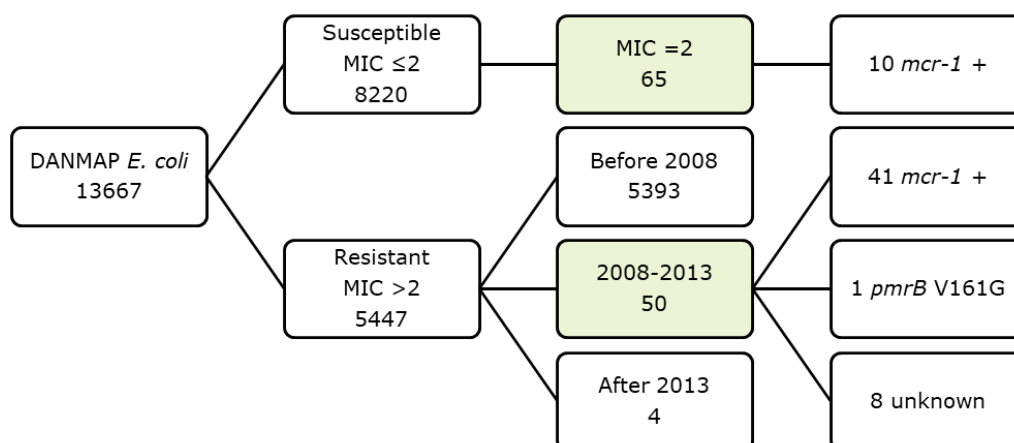 DANMAP E. coli
13667
Susceptible
MIC ≤2
8220
MIC =2
65
10 mcr-1 +
Resistant
MIC >2
5447
Before 2008
5393
2008-2013
50
After 2013
4
41 mcr-1 +
1 pmrB V161G
8 unknown